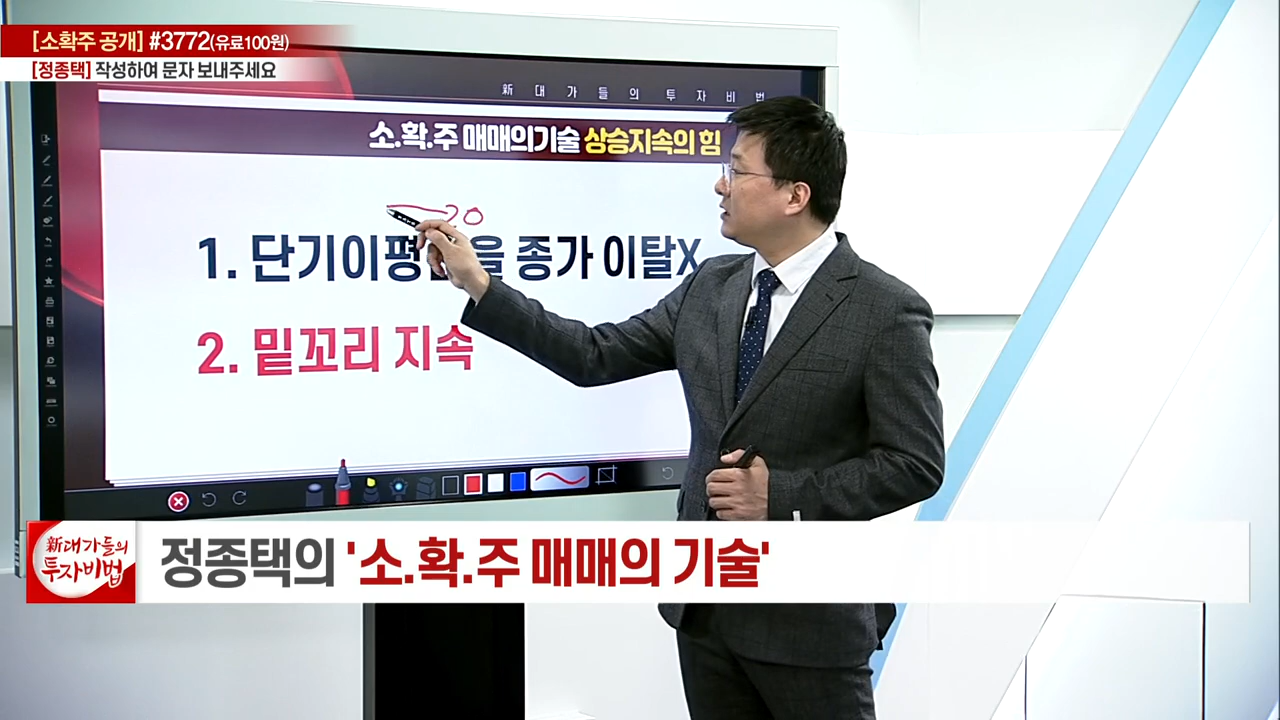 [소확주 공개] #3772(유료100원)
[정종택] 작성하여 문자 보내주세요
新 대 가 들 의 투 자 비 법
소.확.주 매매의기술 상승지속의 힘
20
1. 단기이평 을 종가 이탈X
2. 밑꼬리 지속
新대가들의
투자비법
정종택의 '소.확.주 매매의 기술'